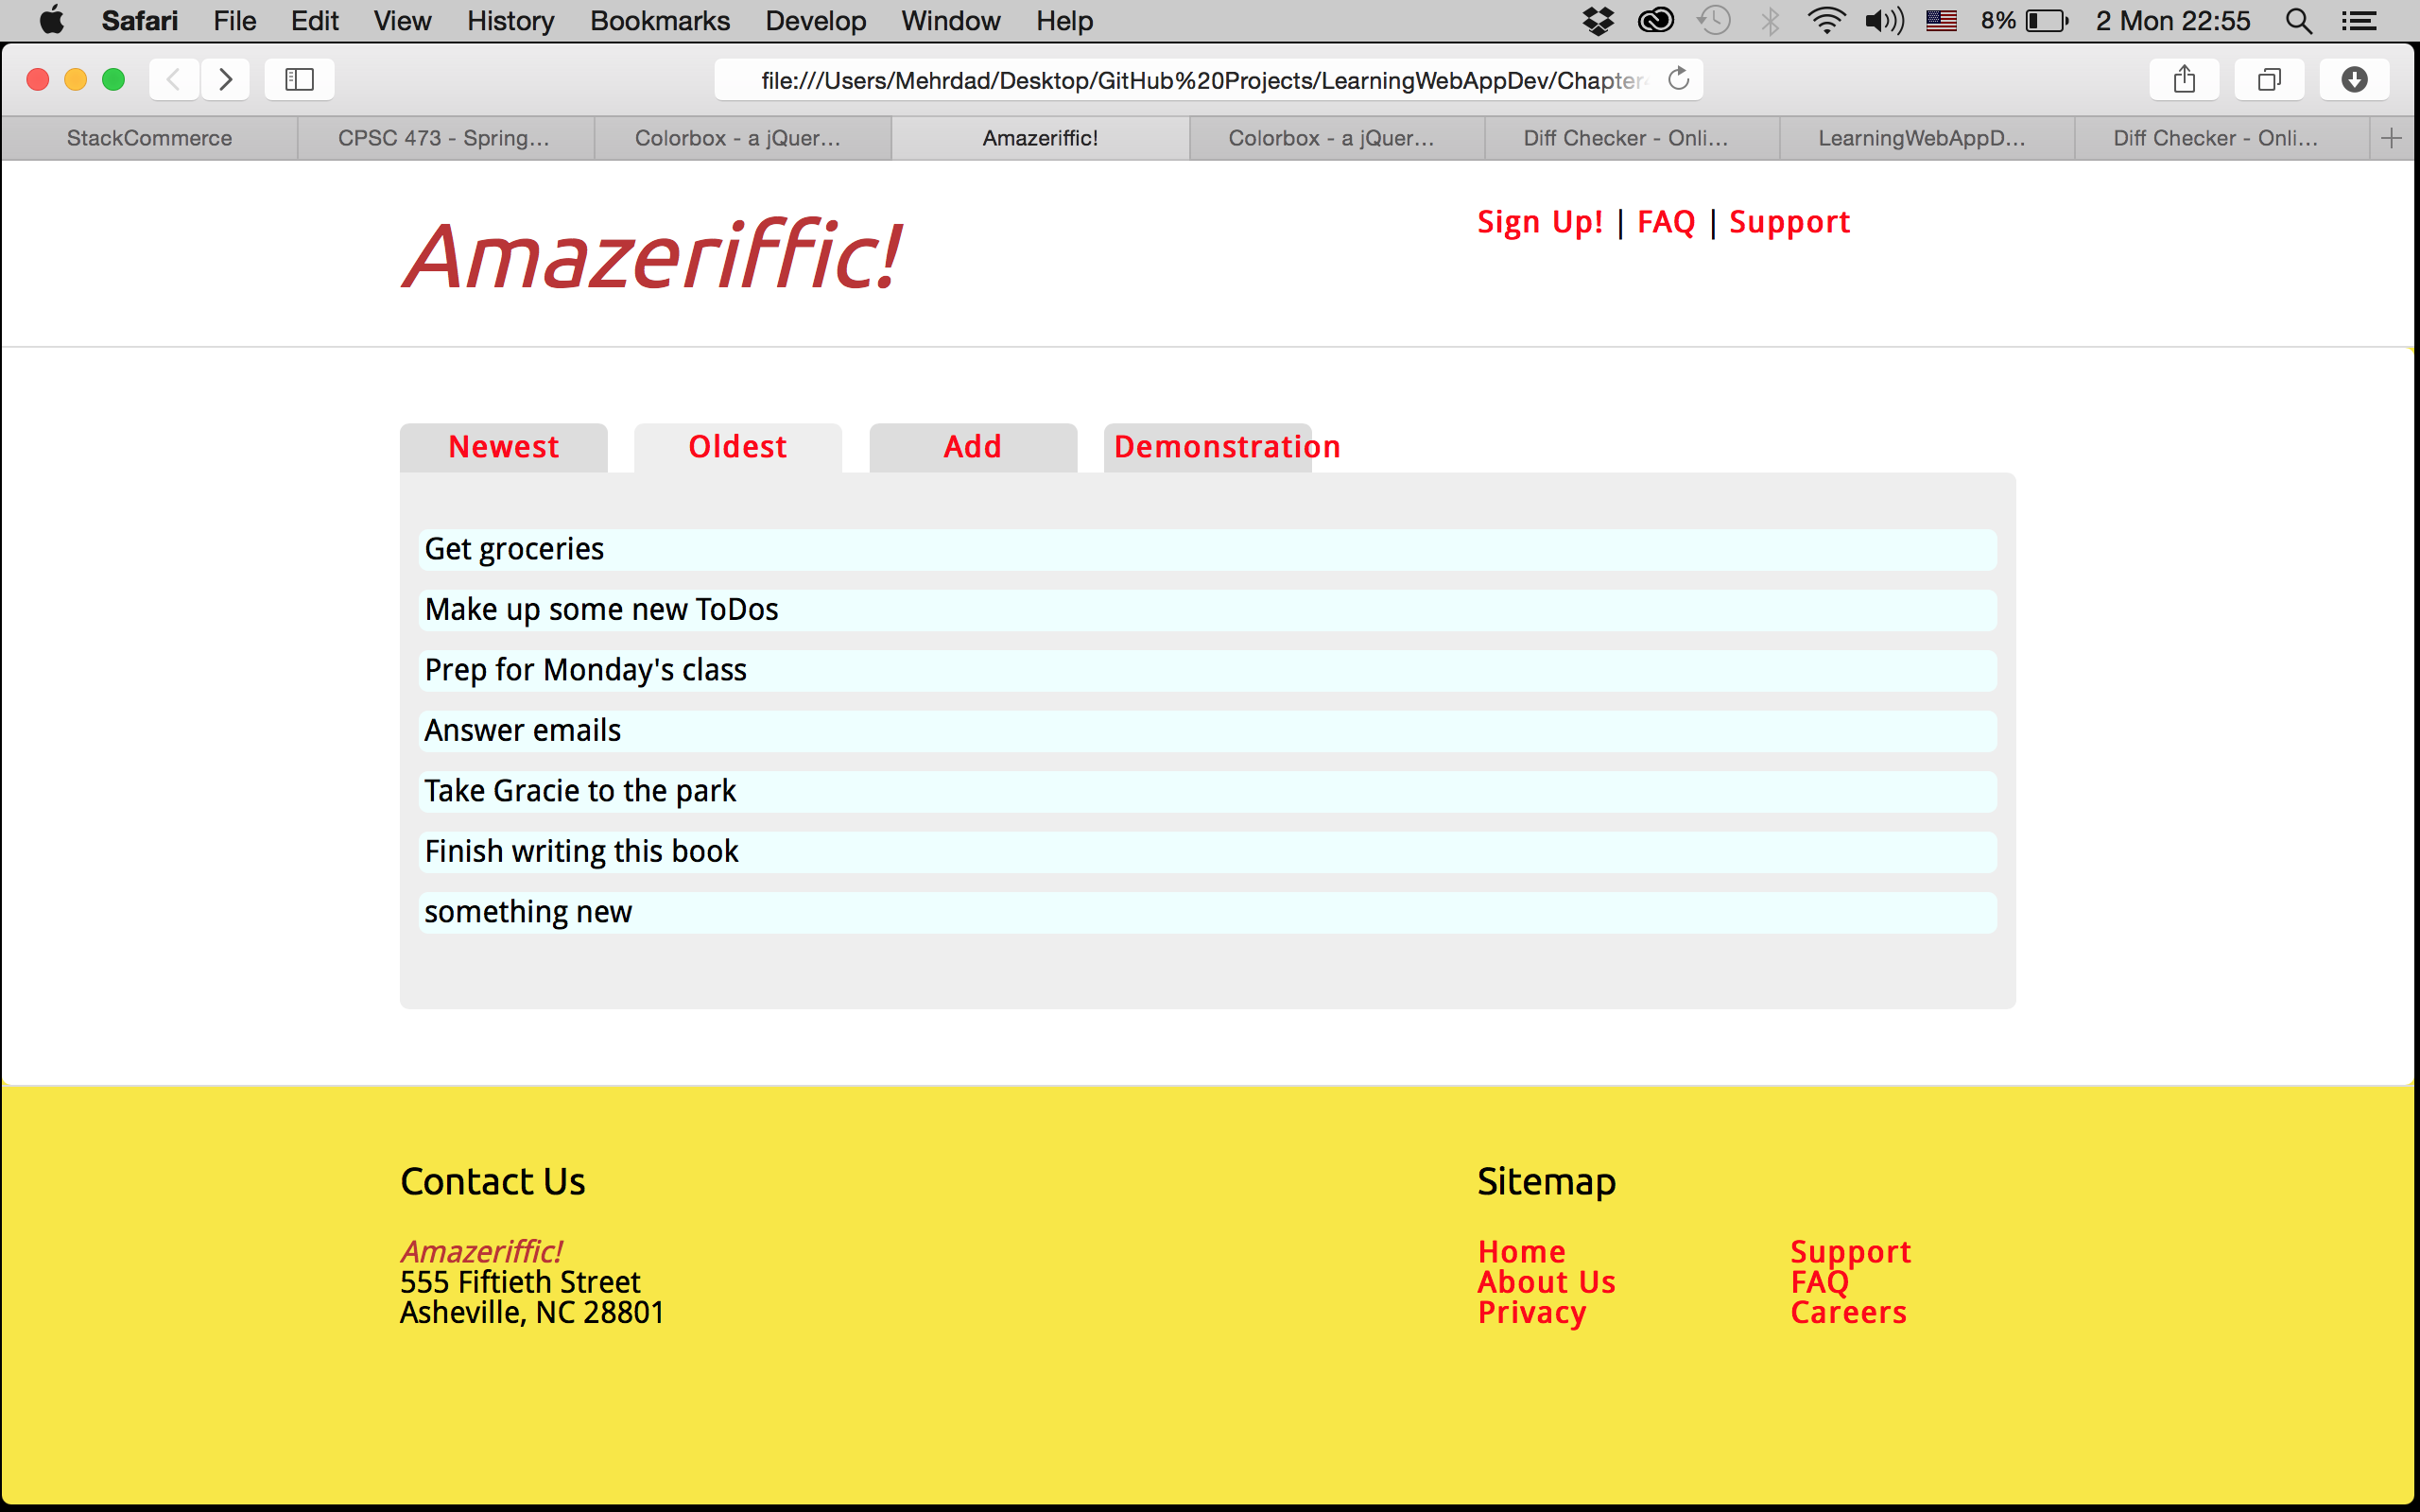 Safari File Edit View History Bookmarks Develop Window Help 8% 2 Mon 22:55
file:///Users/Mehrdad/Desktop/GitHub%20Projects/LearningWebAppDev/Chapter
StackCommerce CPSC 473 - Spring... Colorbox - a jQuer... Amazeriffic! Colorbox - a jQuer... Diff Checker - Onli... LearningWebAppD... Diff Checker - Onli...
Amazeriffic!
Sign Up! | FAQ | Support
Newest Oldest Add Demonstration
Get groceries
Make up some new ToDos
Prep for Monday's class
Answer emails
Take Gracie to the park
Finish writing this book
something new
Contact Us
Amazeriffic!
555 Fiftieth Street
Asheville, NC 28801
Sitemap
Home
About Us
Privacy
Support
FAQ
Careers